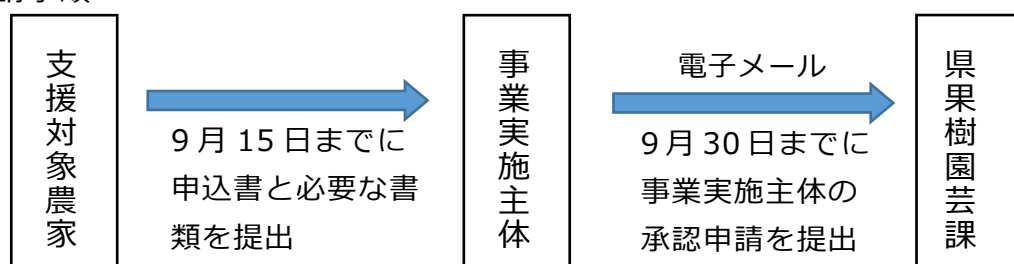 支援対象農家
9月15日までに
申込書と必要な書
類を提出
事業実施主体
電子メール
9月30日までに
事業実施主体の
承認申請を提出
県果樹園芸課